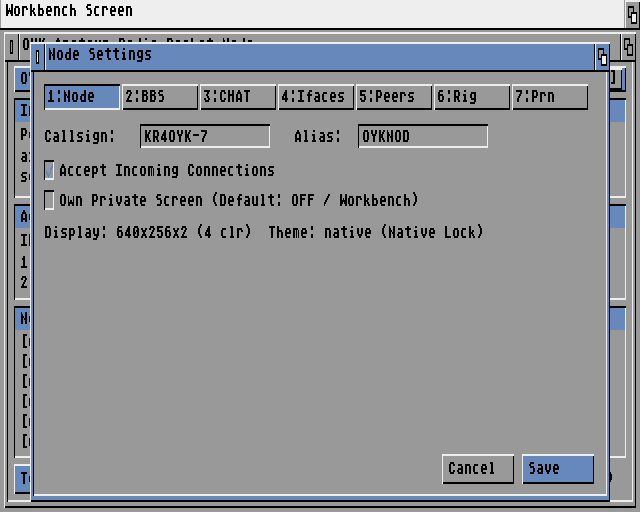 Workbench Screen
Node Settings
1:Node 2:BBS 3:CHAT 4:Ifaces 5:Peers 6:Rig 7:Prn
Callsign: KR4OYK-7 Alias: OYKNOD
Accept Incoming Connections
Own Private Screen (Default: OFF / Workbench)
Display: 640x256x2 (4 clr) Theme: native (Native Lock)
Cancel Save